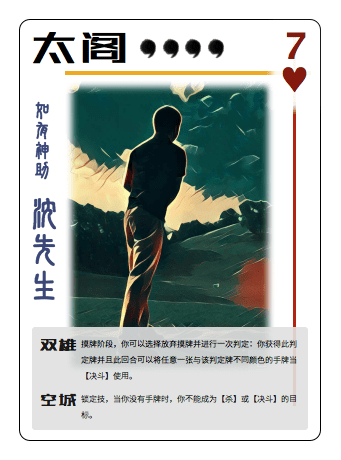 太阁
7
如有神助
沈先生
双雄 摸牌阶段，你可以选择放弃摸牌并进行一次判定：你获得此判
定牌并且此回合可以将任意一张与该判定牌不同颜色的手牌当
【决斗】使用。
空城 锁定技，当你没有手牌时，你不能成为【杀】或【决斗】的目
标。